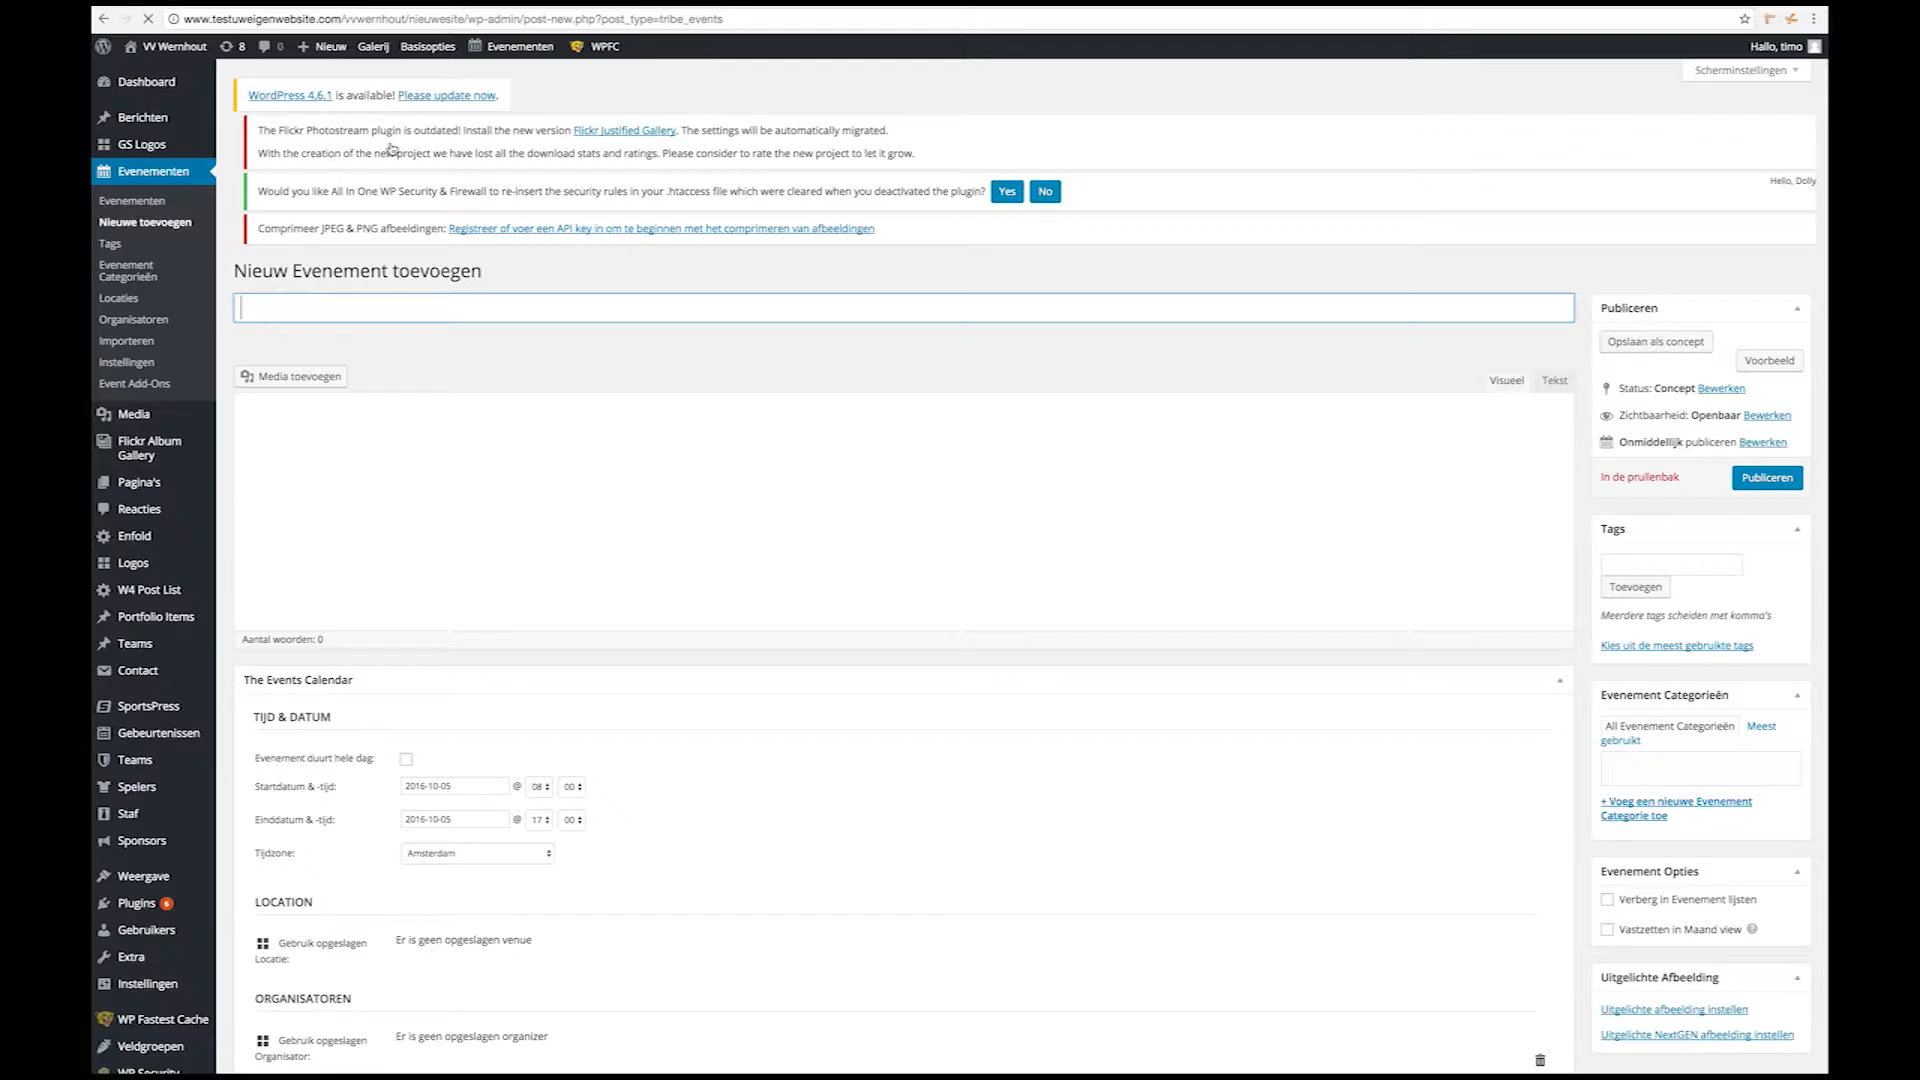 www.testuweigenwebsite.com/vvwernhout/nieuwesite/wp-admin/post-new.php?post_type=tribe_events
VV Wernhout 8 0 Nieuw Galerij Basisopties Evenementen WPFC Hallo, timo
Scherminstellingen
Dashboard
Berichten
GS Logos
Evenementen
Evenementen
Nieuwe toevoegen
Tags
Evenement
Categorieën
Locaties
Organisatoren
Importeren
Instellingen
Event Add-Ons
Media
Flickr Album
Gallery
Pagina's
Reacties
Enfold
Logos
W4 Post List
Portfolio Items
Teams
Contact
SportsPress
Gebeurtenissen
Teams
Spelers
Staf
Sponsors
Weergave
Plugins 6
Gebruikers
Extra
Instellingen
WP Fastest Cache
Veldgroepen
WP Security
WordPress 4.6.1 is available! Please update now.
The Flickr Photostream plugin is outdated! Install the new version Flickr Justified Gallery. The settings will be automatically migrated.
With the creation of the new project we have lost all the download stats and ratings. Please consider to rate the new project to let it grow.
Would you like All In One WP Security & Firewall to re-insert the security rules in your .htaccess file which were cleared when you deactivated the plugin? Yes No
Hello, Dolly
Comprimeer JPEG & PNG afbeeldingen: Registreer of voer een API key in om te beginnen met het comprimeren van afbeeldingen
Nieuw Evenement toevoegen
Media toevoegen
Visueel Tekst
Aantal woorden: 0
The Events Calendar
TIJD & DATUM
Evenement duurt hele dag:
Startdatum & -tijd: 2016-10-05 @ 08 00
Einddatum & -tijd: 2016-10-05 @ 17 00
Tijdzone: Amsterdam
LOCATION
Gebruik opgeslagen Er is geen opgeslagen venue
Locatie:
ORGANISATOREN
Gebruik opgeslagen Er is geen opgeslagen organizer
Organisator:
Publiceren
Opslaan als concept
Voorbeeld
Status: Concept Bewerken
Zichtbaarheid: Openbaar Bewerken
Onmiddellijk publiceren Bewerken
In de prullenbak Publiceren
Tags
Toevoegen
Meerdere tags scheiden met komma's
Kies uit de meest gebruikte tags
Evenement Categorieën
All Evenement Categorieën Meest
gebruikt
+ Voeg een nieuwe Evenement
Categorie toe
Evenement Opties
Verberg in Evenement lijsten
Vastzetten in Maand view ?
Uitgelichte Afbeelding
Uitgelichte afbeelding instellen
Uitgelichte NextGEN afbeelding instellen